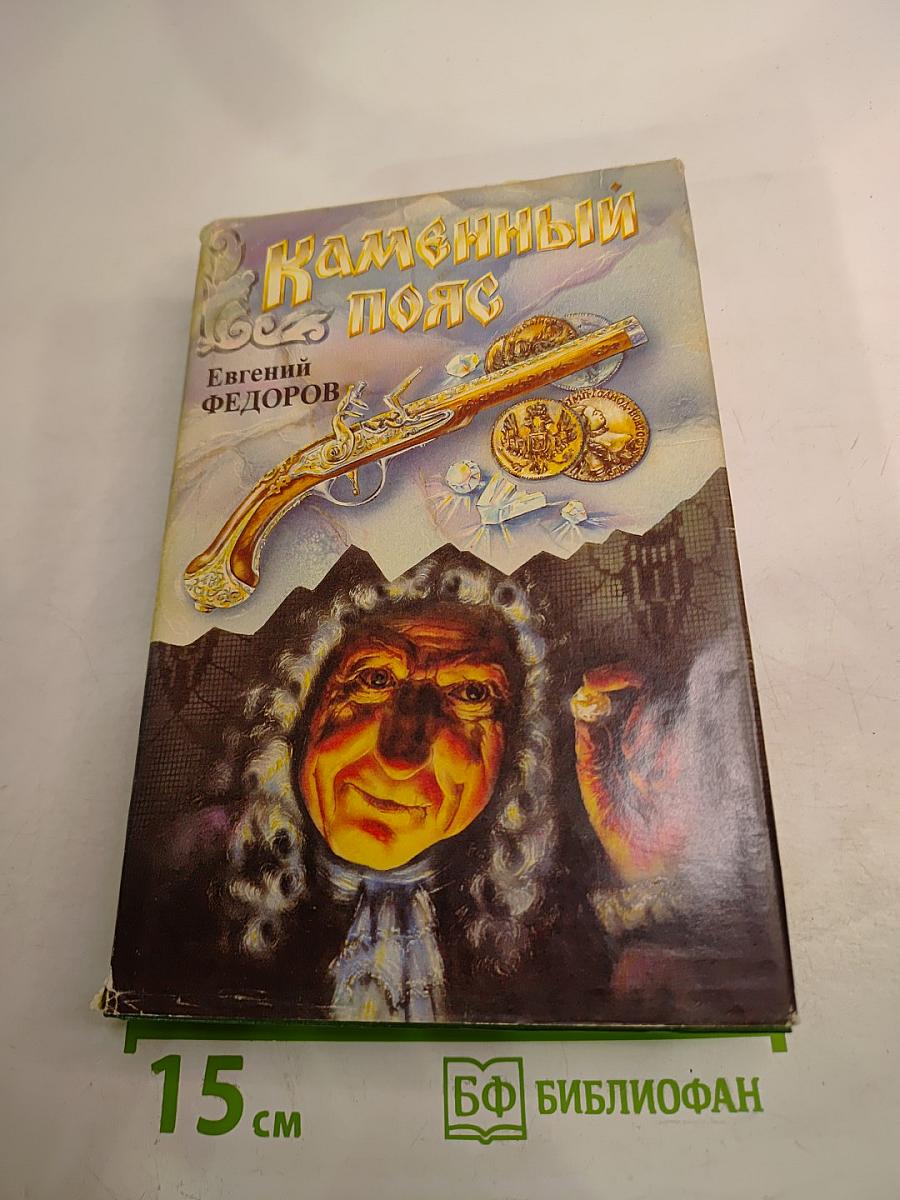 Каменный
пояс
Евгений
ФЕДОРОВ
15 см
БФ БИБЛИОФАН